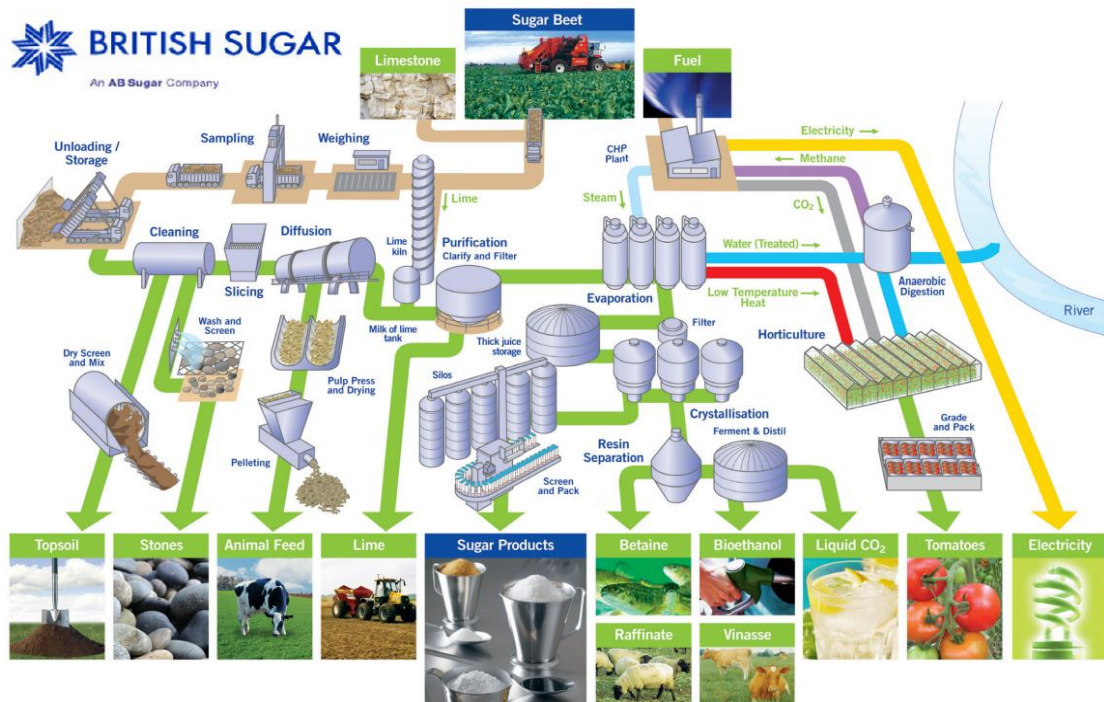 BRITISH SUGAR
An AB Sugar Company
Sugar Beet
Limestone
Fuel
Unloading /
Storage
Sampling
Weighing
CHP
Plant
Electricity
Methane
Steam
CO₂
Lime
Cleaning
Slicing
Diffusion
Lime
kiln
Purification
Clarify and Filter
Evaporation
Water (Treated)
Low Temperature
Heat
Anaerobic
Digestion
River
Wash and
Screen
Dry Screen
and Mix
Milk of lime
tank
Thick juice
storage
Filter
Horticulture
Pulp Press
and Drying
Silos
Crystallisation
Pelleting
Resin
Separation
Ferment & Distil
Grade
and Pack
Screen
and Pack
Topsoil
Stones
Animal Feed
Lime
Sugar Products
Betaine
Bioethanol
Liquid CO₂
Tomatoes
Electricity
Raffinate
Vinasse